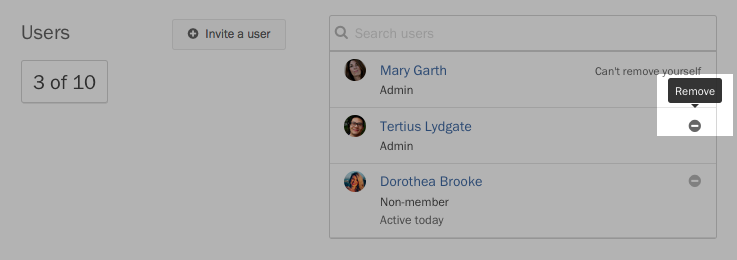 Users
Invite a user
3 of 10
Search users
Mary Garth
Can't remove yourself
Admin
Remove
Tertius Lydgate
Admin
Dorothea Brooke
Non-member
Active today